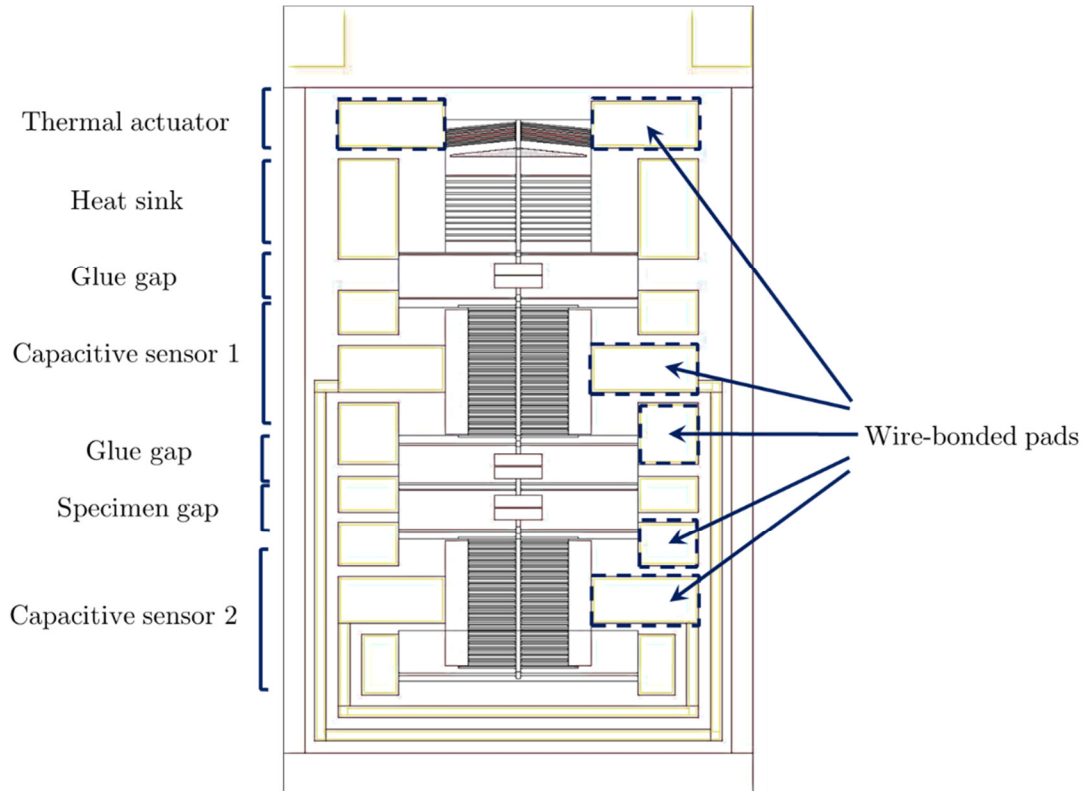 Thermal actuator
Heat sink
Glue gap
Capacitive sensor 1
Glue gap
Wire-bonded pads
Specimen gap
Capacitive sensor 2